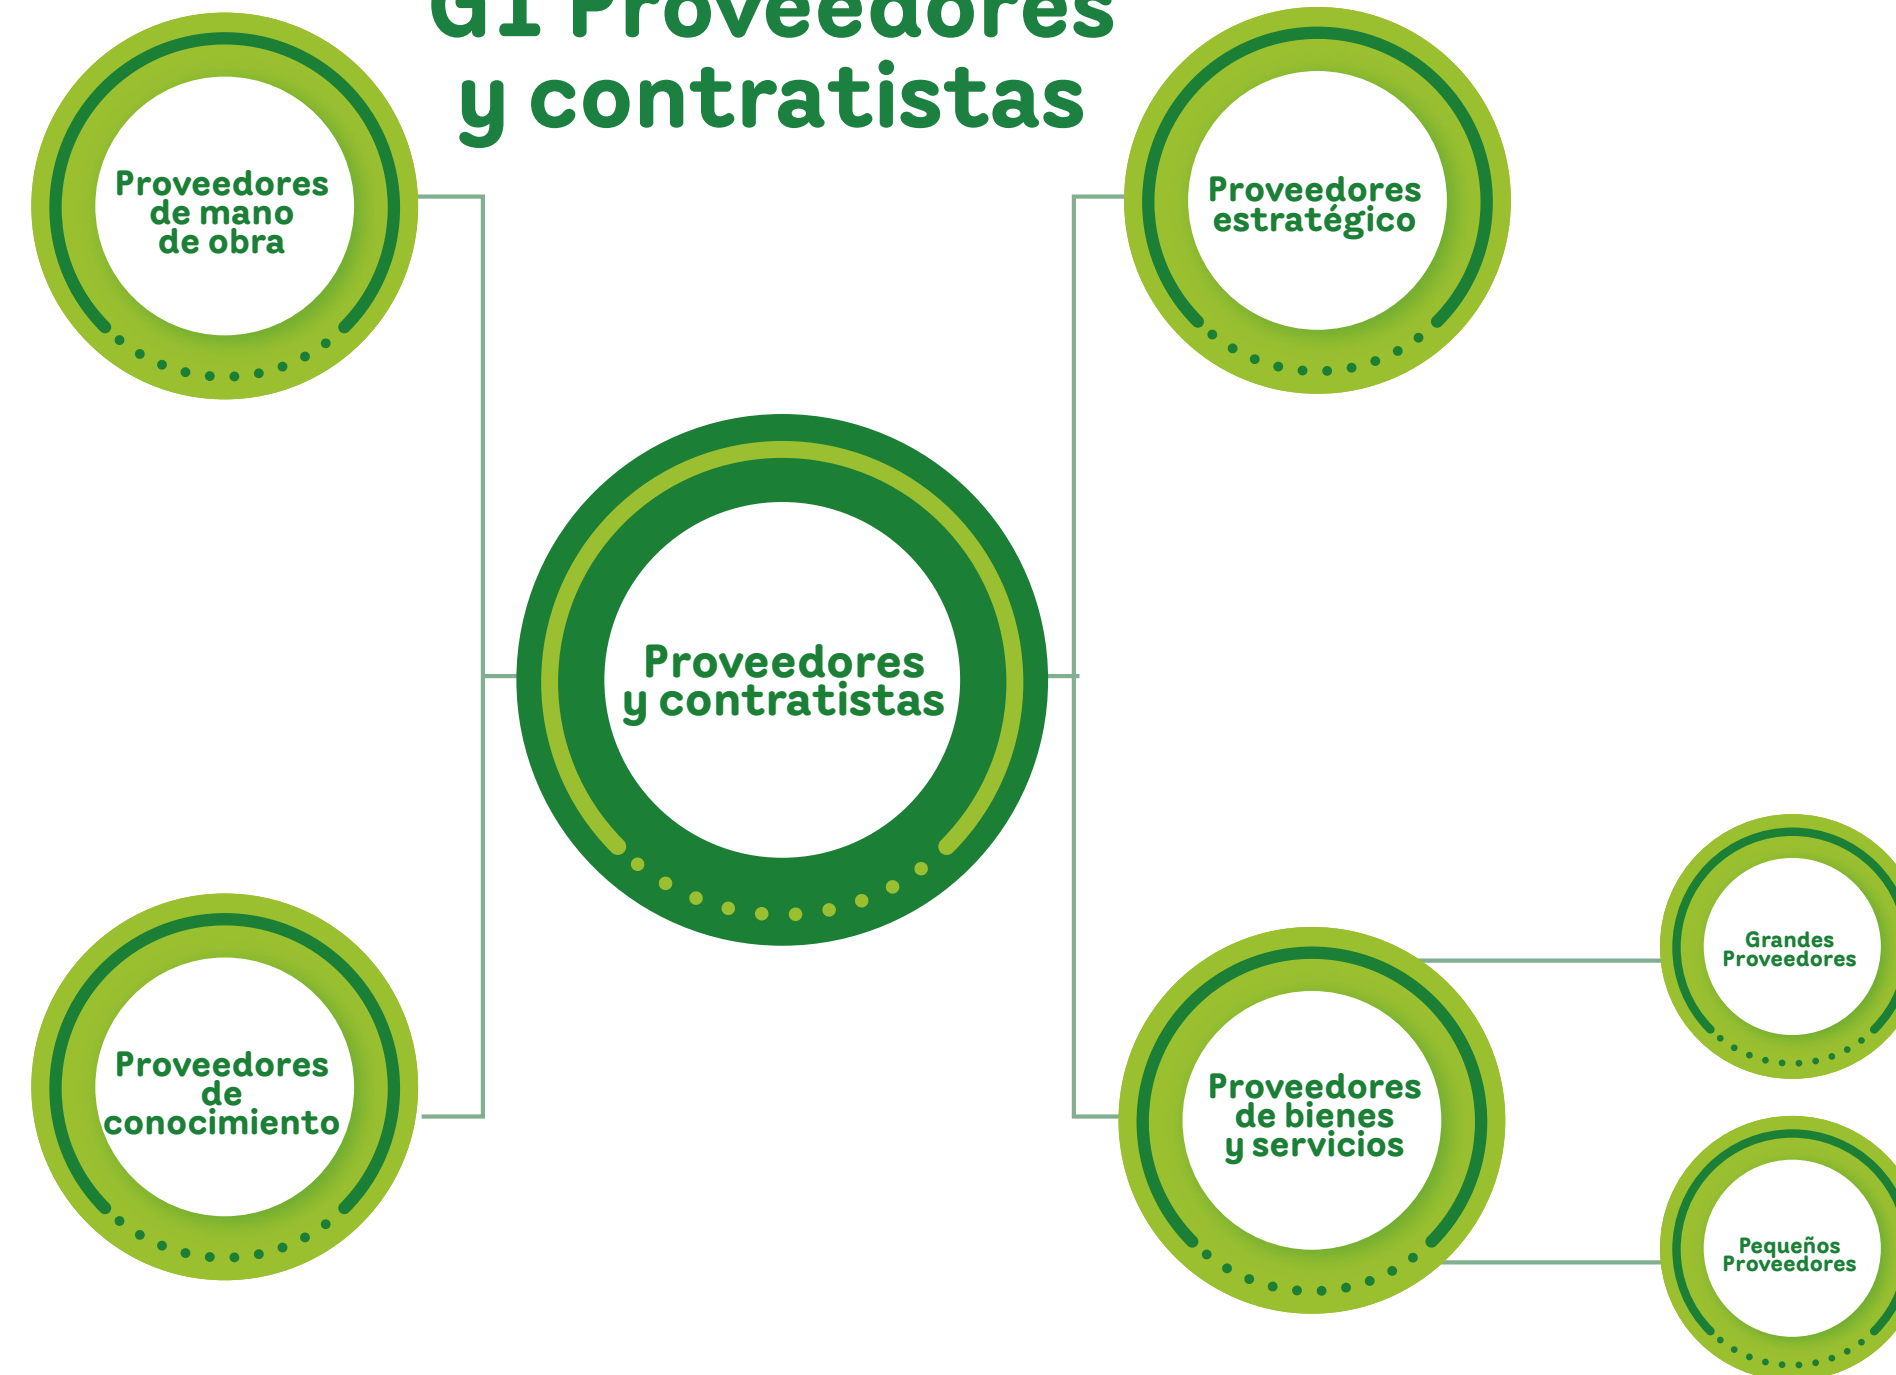 GI Proveedores
y contratistas
Proveedores
de mano
de obra
Proveedores
estratégico
Proveedores
y contratistas
Proveedores
de
conocimiento
Proveedores
de bienes
y servicios
Grandes
Proveedores
Pequeños
Proveedores